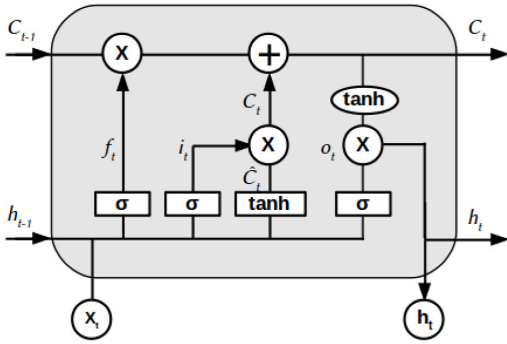 C_{t-1} X + C_t
tanh
C_t
f_t i_t X o_t X
Ĉ_t
σ σ tanh σ
h_{t-1} h_t
X_t h_t